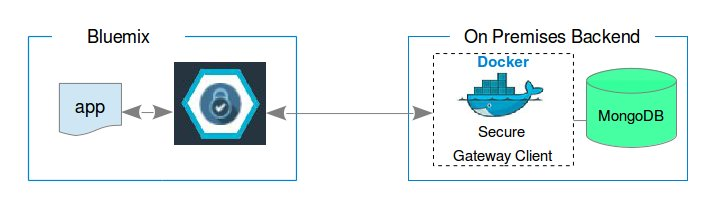 Bluemix
On Premises Backend
Docker
app
MongoDB
Secure
Gateway Client